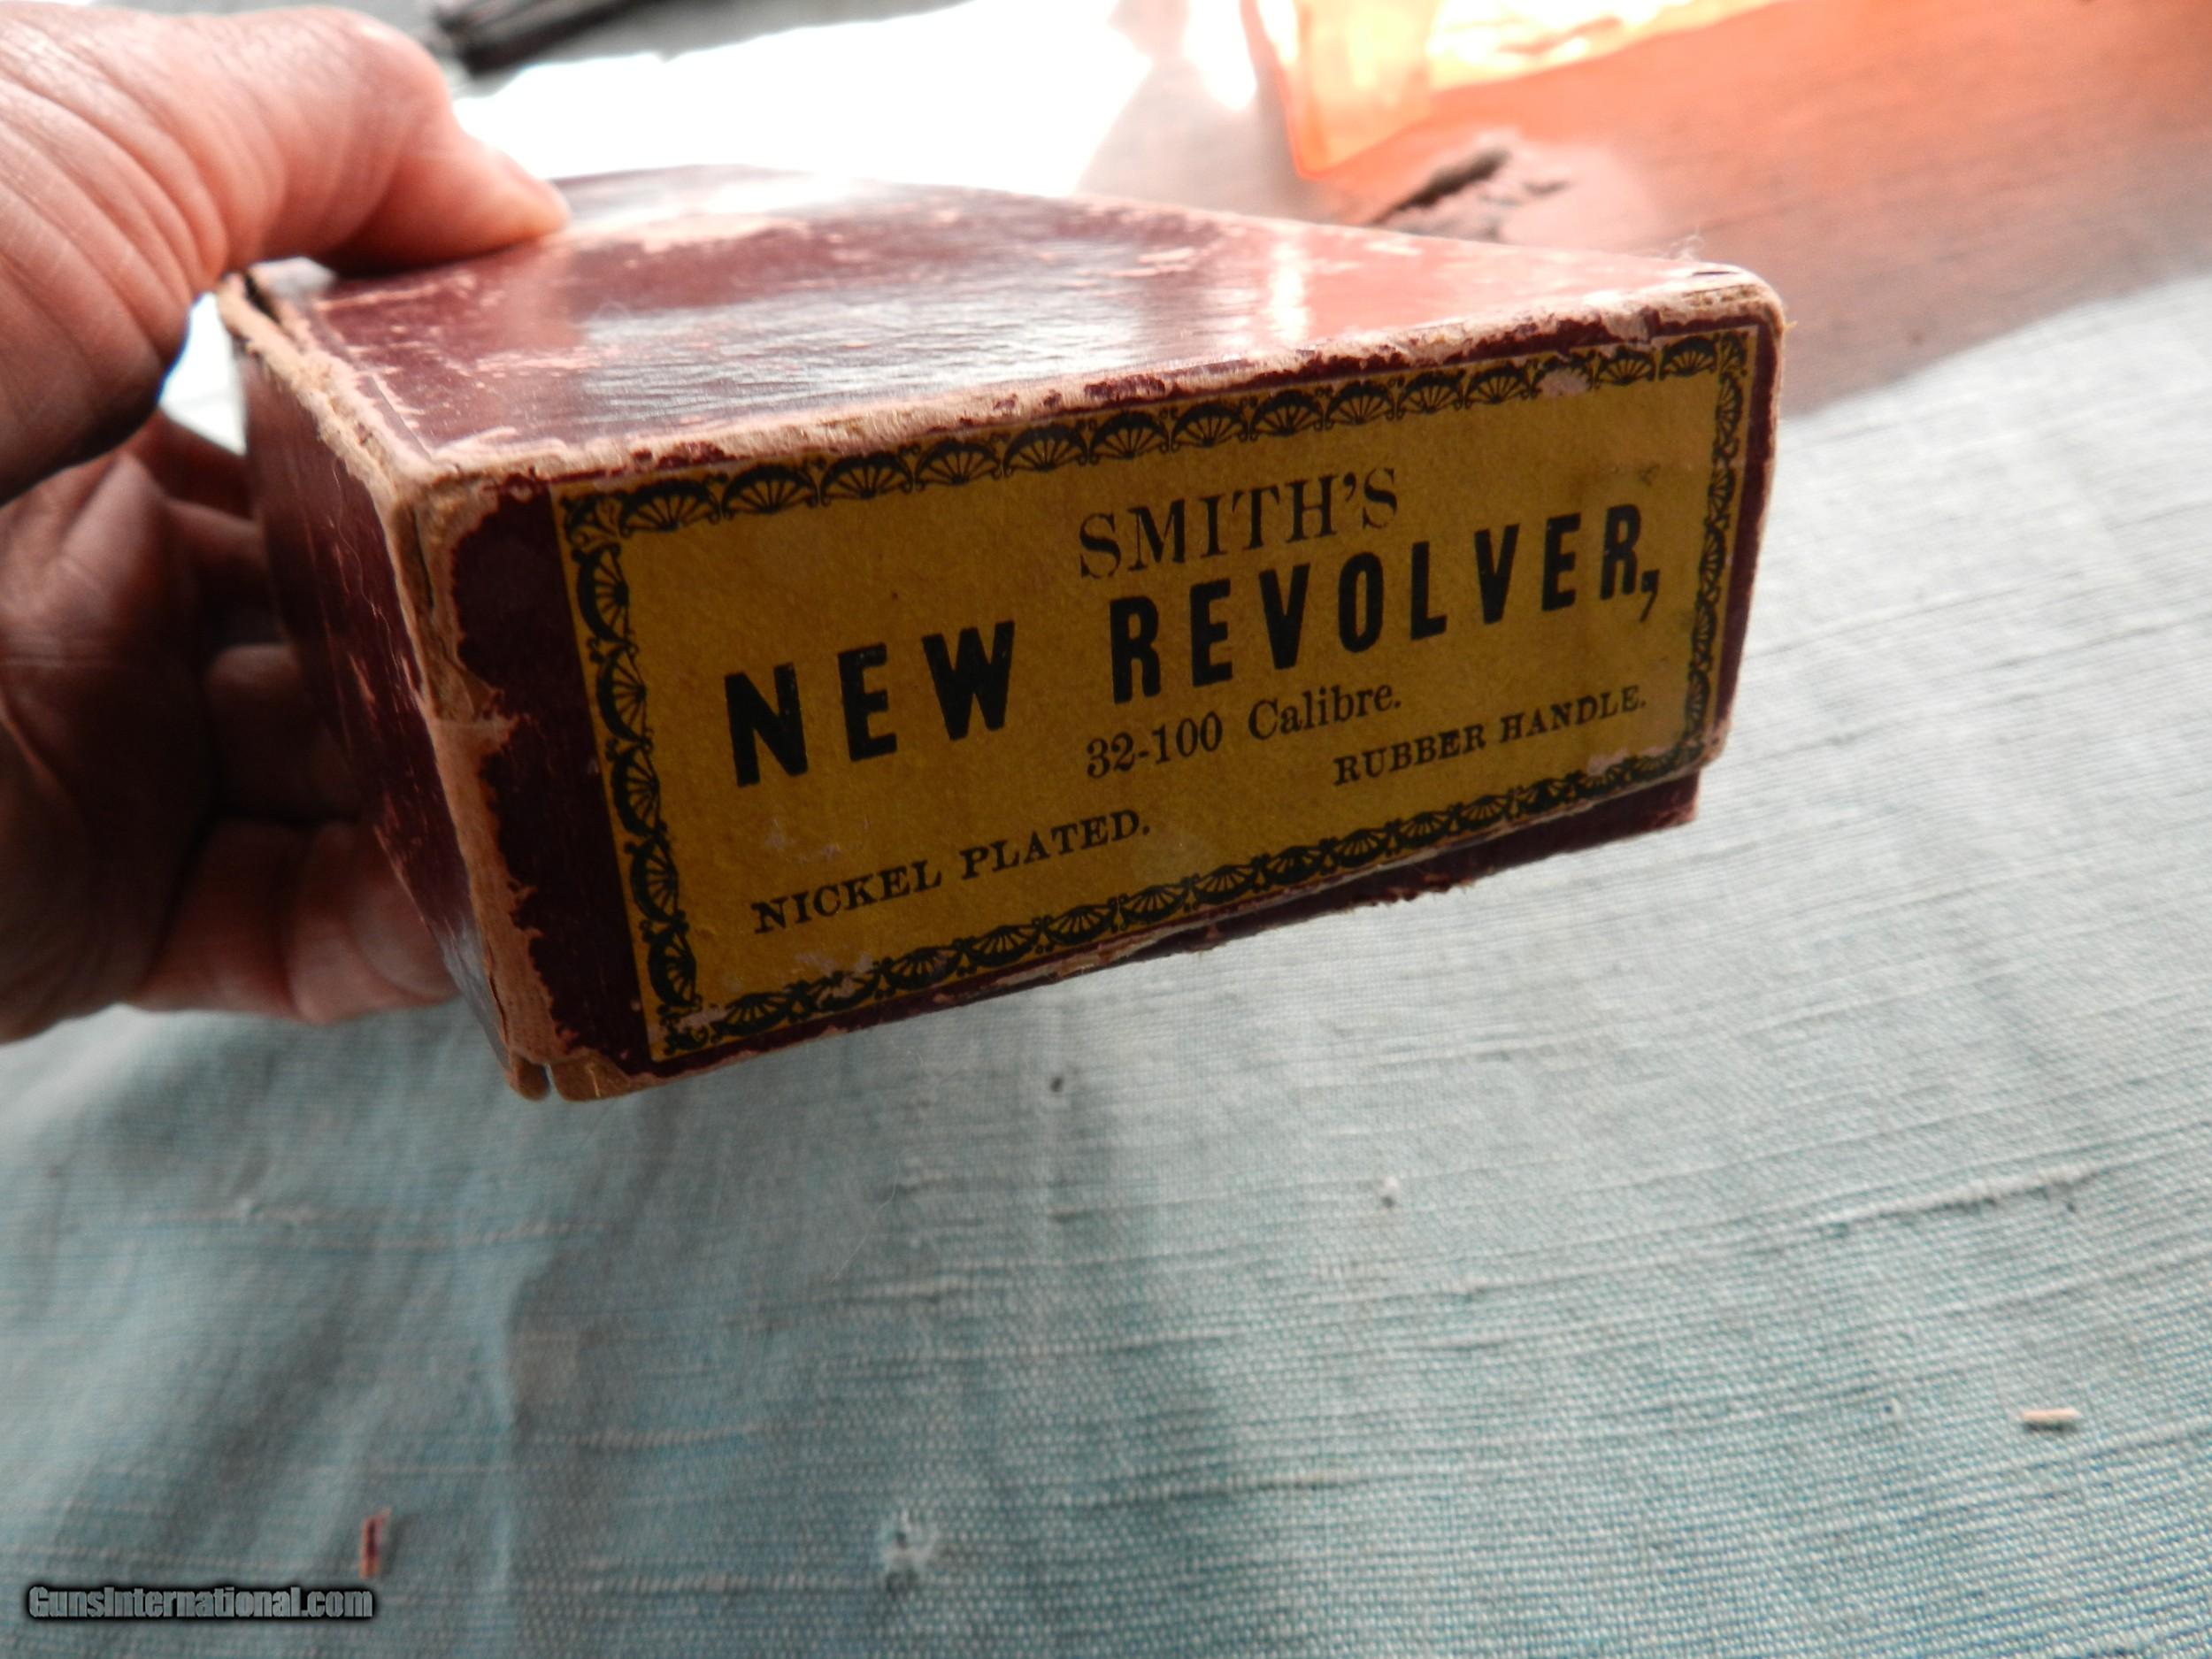 SMITH'S
NEW REVOLVER,
32-100 Calibre.
NICKEL PLATED. RUBBER HANDLE.
GunsInternational.com